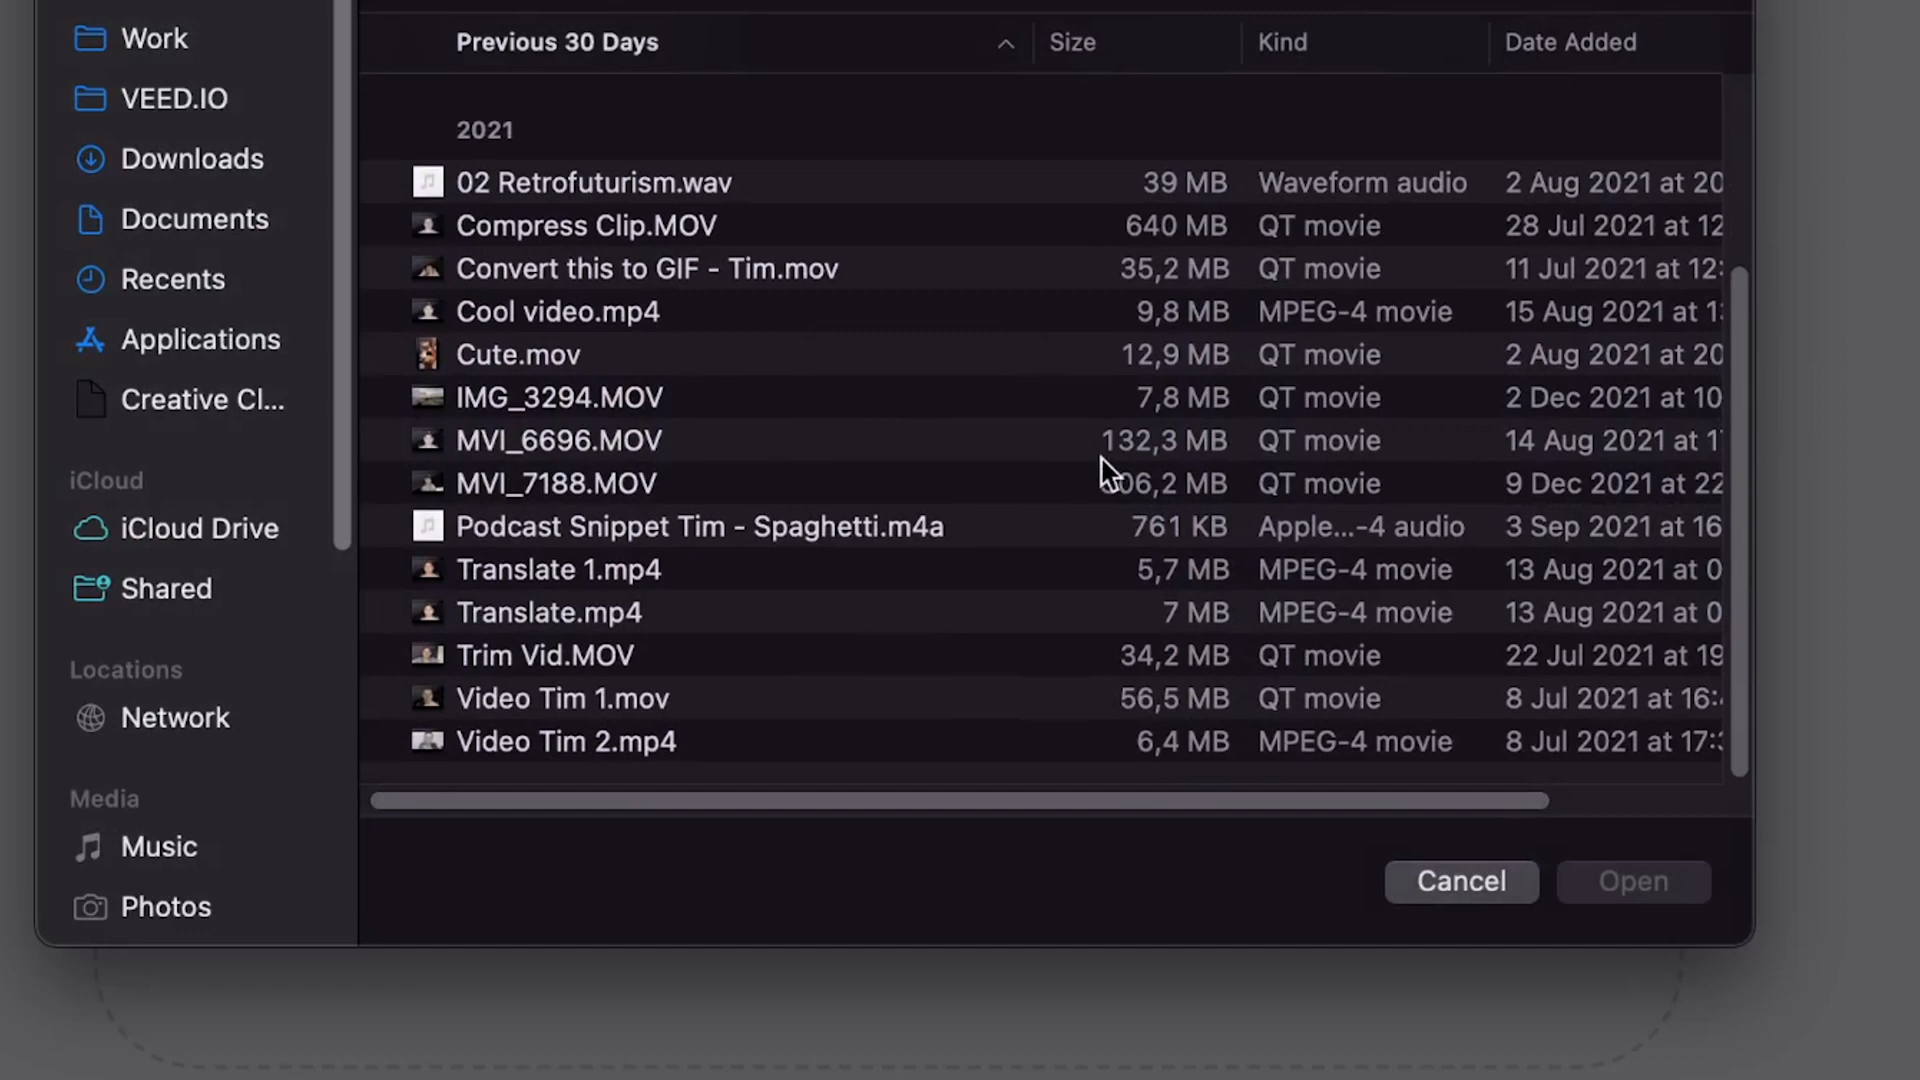 Work
VEED.IO
Downloads
Documents
Recents
Applications
Creative Cl...
iCloud
iCloud Drive
Shared
Locations
Network
Media
Music
Photos
Previous 30 Days Size Kind Date Added
2021
02 Retrofuturism.wav 39 MB Waveform audio 2 Aug 2021 at 20
Compress Clip.MOV 640 MB QT movie 28 Jul 2021 at 12
Convert this to GIF - Tim.mov 35,2 MB QT movie 11 Jul 2021 at 12:
Cool video.mp4 9,8 MB MPEG-4 movie 15 Aug 2021 at
Cute.mov 12,9 MB QT movie 2 Aug 2021 at 20
IMG_3294.MOV 7,8 MB QT movie 2 Dec 2021 at 10
MVI_6696.MOV 132,3 MB QT movie 14 Aug 2021 at
MVI_7188.MOV MB QT movie 9 Dec 2021 at 22
Podcast Snippet Tim - Spaghetti.m4a 761 KB Apple...-4 audio 3 Sep 2021 at 16
Translate 1.mp4 5,7 MB MPEG-4 movie 13 Aug 2021 at 0
Translate.mp4 7 MB MPEG-4 movie 13 Aug 2021 at 0
Trim Vid.MOV 34,2 MB QT movie 22 Jul 2021 at 19
Video Tim 1.mov 56,5 MB QT movie 8 Jul 2021 at 16:
Video Tim 2.mp4 6,4 MB MPEG-4 movie 8 Jul 2021 at 17:
Cancel Open